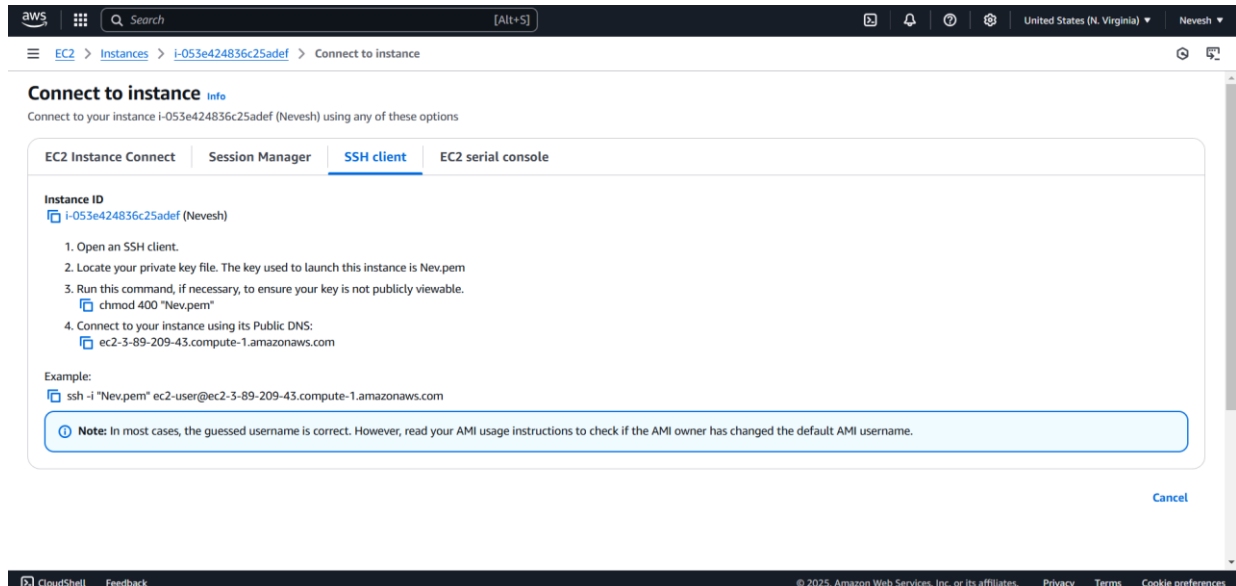 aws Search [Alt+S] United States (N. Virginia) Nevesh
EC2 > Instances > i-053e424836c25adef > Connect to instance
Connect to instance Info
Connect to your instance i-053e424836c25adef (Nevesh) using any of these options
EC2 Instance Connect Session Manager SSH client EC2 serial console
Instance ID
i-053e424836c25adef (Nevesh)
1. Open an SSH client.
2. Locate your private key file. The key used to launch this instance is Nev.pem
3. Run this command, if necessary, to ensure your key is not publicly viewable.
chmod 400 "Nev.pem"
4. Connect to your instance using its Public DNS:
ec2-3-89-209-43.compute-1.amazonaws.com
Example:
ssh -i "Nev.pem" ec2-user@ec2-3-89-209-43.compute-1.amazonaws.com
Note: In most cases, the guessed username is correct. However, read your AMI usage instructions to check if the AMI owner has changed the default AMI username.
Cancel
CloudShell Feedback © 2025, Amazon Web Services, Inc. or its affiliates. Privacy Terms Cookie preferences